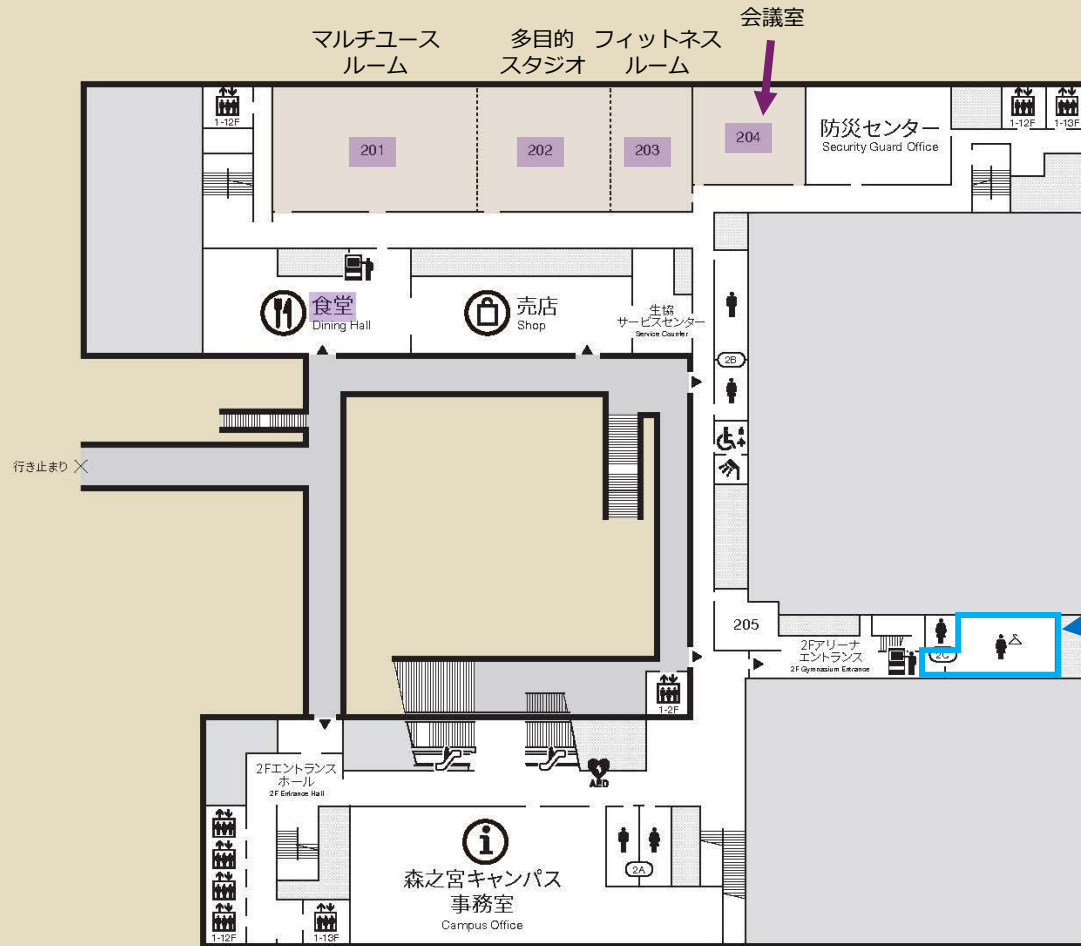 会議室
マルチユース
ルーム
多目的
スタジオ
フィットネス
ルーム
1-12F
201
202
203
204
防災センター
Security Guard Office
1-12F
1-13F
食堂
Dining Hall
売店
Shop
生協
サービスセンター
Service Counter
2B
行き止まり
205
2Fアリーナ
エントランス
2F Gymnasium Entrance
2C
1-2F
2Fエントランス
ホール
2F Entrance Hall
AED
森之宮キャンパス
事務室
Campus Office
2A
1-12F
1-13F